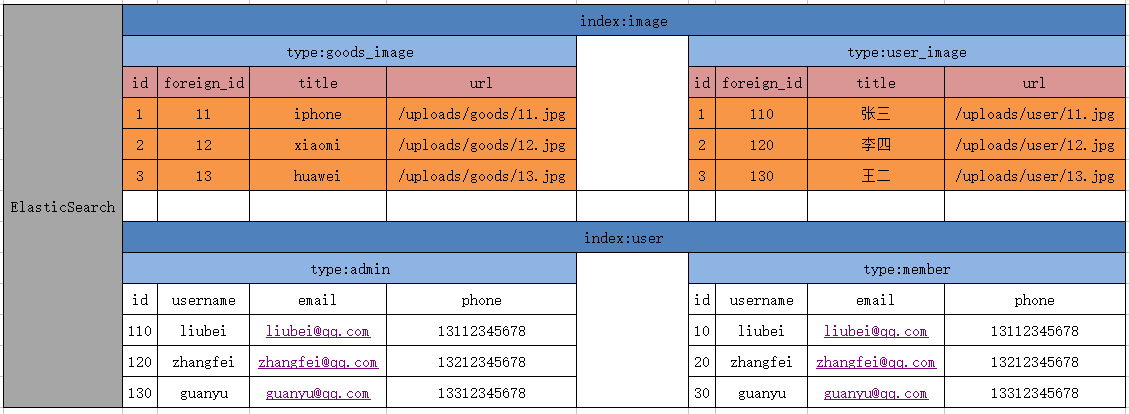 index:image
type:goods_image type:user_image
id foreign_id title url id foreign_id title url
1 11 iphone /uploads/goods/11.jpg 1 110 张三 /uploads/user/11.jpg
2 12 xiaomi /uploads/goods/12.jpg 2 120 李四 /uploads/user/12.jpg
3 13 huawei /uploads/goods/13.jpg 3 130 王二 /uploads/user/13.jpg
ElasticSearch
index:user
type:admin type:member
id username email phone id username email phone
110 liubei liubei@qq.com 13112345678 10 liubei liubei@qq.com 13112345678
120 zhangfei zhangfei@qq.com 13212345678 20 zhangfei zhangfei@qq.com 13212345678
130 guanyu guanyu@qq.com 13312345678 30 guanyu guanyu@qq.com 13312345678